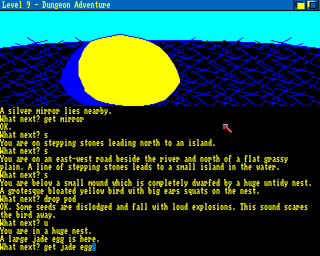 Level 9 - Dungeon Adventure
A silver mirror lies nearby.
What next? get mirror
OK.
What next? s
You are on stepping stones leading north to an island.
What next? s
You are on an east-west road beside the river and north of a flat grassy
plain. A line of stepping stones leads to a small island in the water.
What next? s
You are below a small mound which is completely dwarfed by a huge untidy nest.
A grotesque bloated yellow bird with big ears squats on the nest.
What next? drop pod
OK. Some seeds are dislodged and fall with loud explosions. This sound scares
the bird away.
What next? u
You are in a huge nest.
A large jade egg is here.
What next? get jade egg